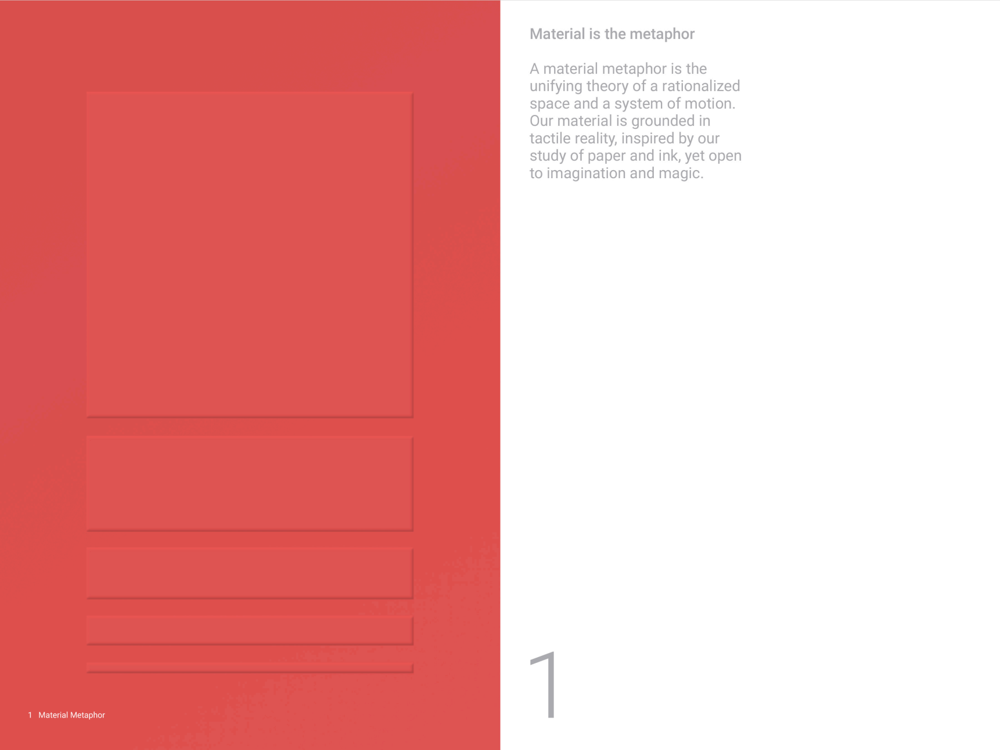 Material is the metaphor
A material metaphor is the
unifying theory of a rationalized
space and a system of motion.
Our material is grounded in
tactile reality, inspired by our
study of paper and ink, yet open
to imagination and magic.
1
1 Material Metaphor